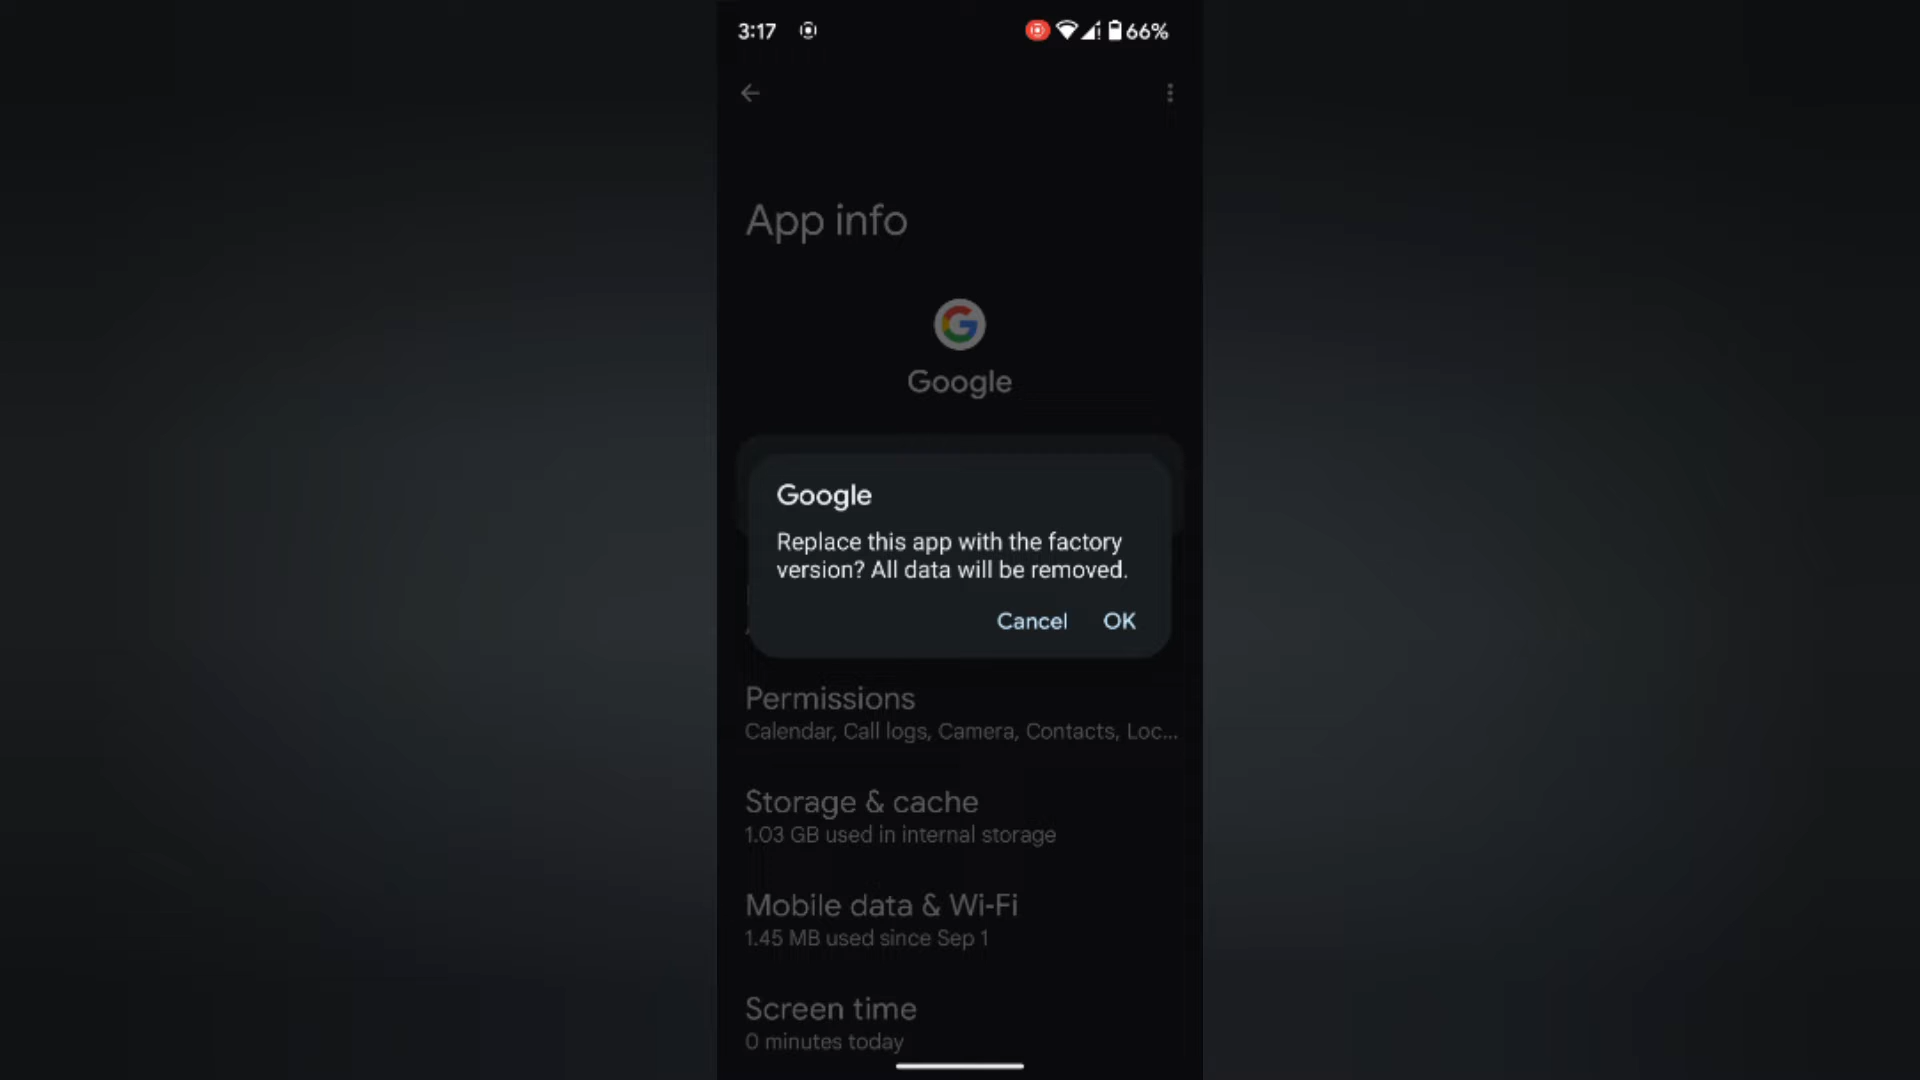 3:17
66%
App info
Google
Google
Replace this app with the factory
version? All data will be removed.
Cancel OK
Permissions
Calendar, Call logs, Camera, Contacts, Loc...
Storage & cache
1.03 GB used in internal storage
Mobile data & Wi-Fi
1.45 MB used since Sep 1
Screen time
0 minutes today